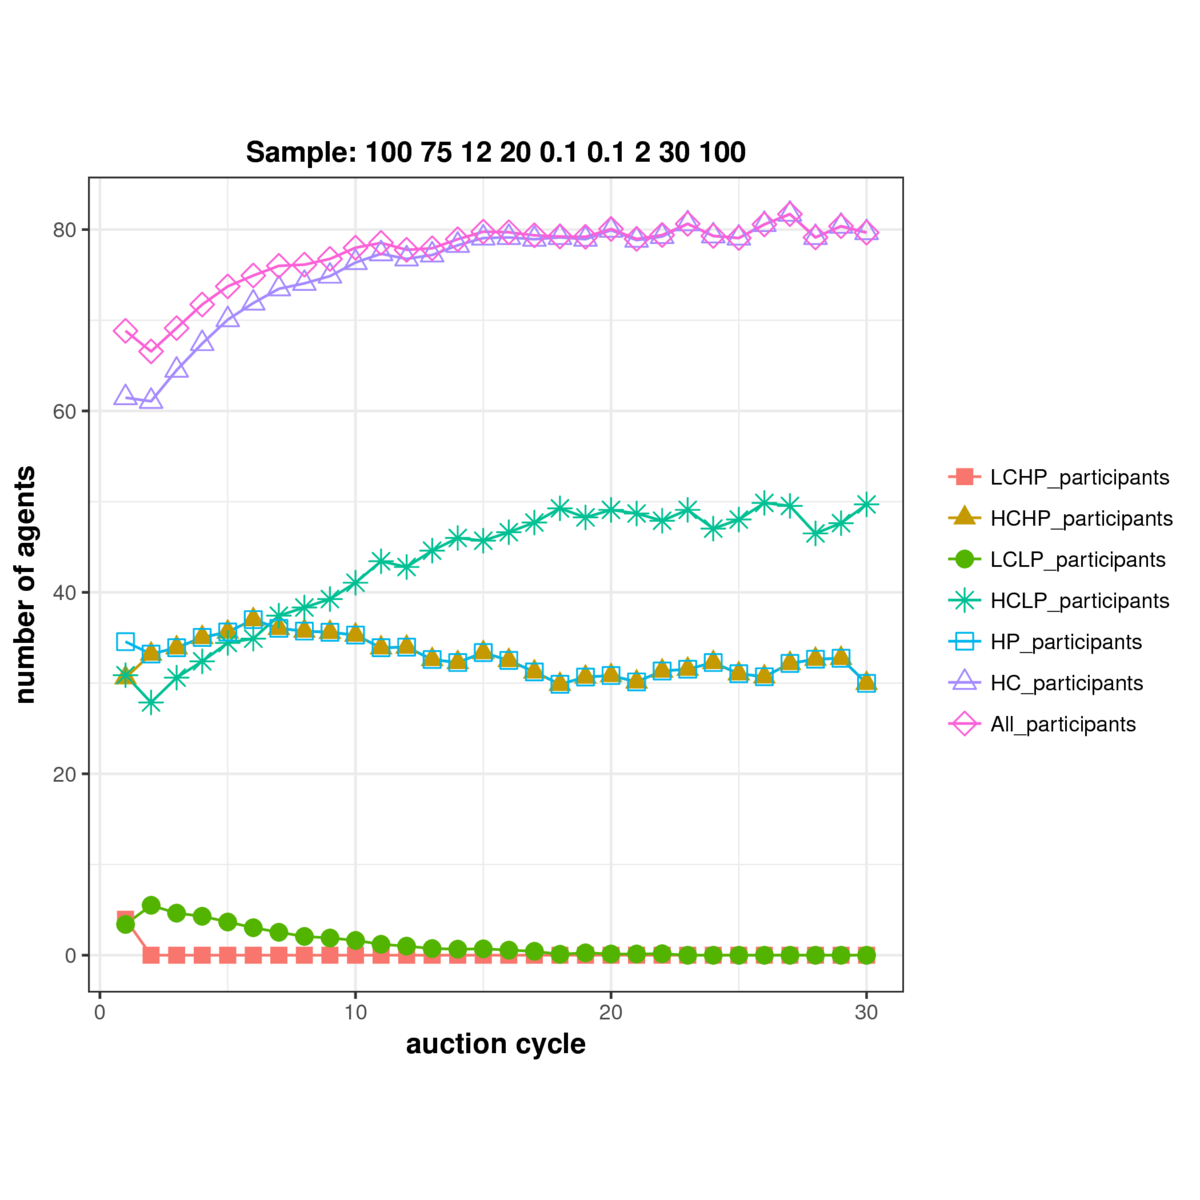 Sample: 100 75 12 20 0.1 0.1 2 30 100
number of agents
80
60
40
20
0
0 10 20 30
auction cycle
LCHP_participants
HCHP_participants
LCLP_participants
HCLP_participants
HP_participants
HC_participants
All_participants